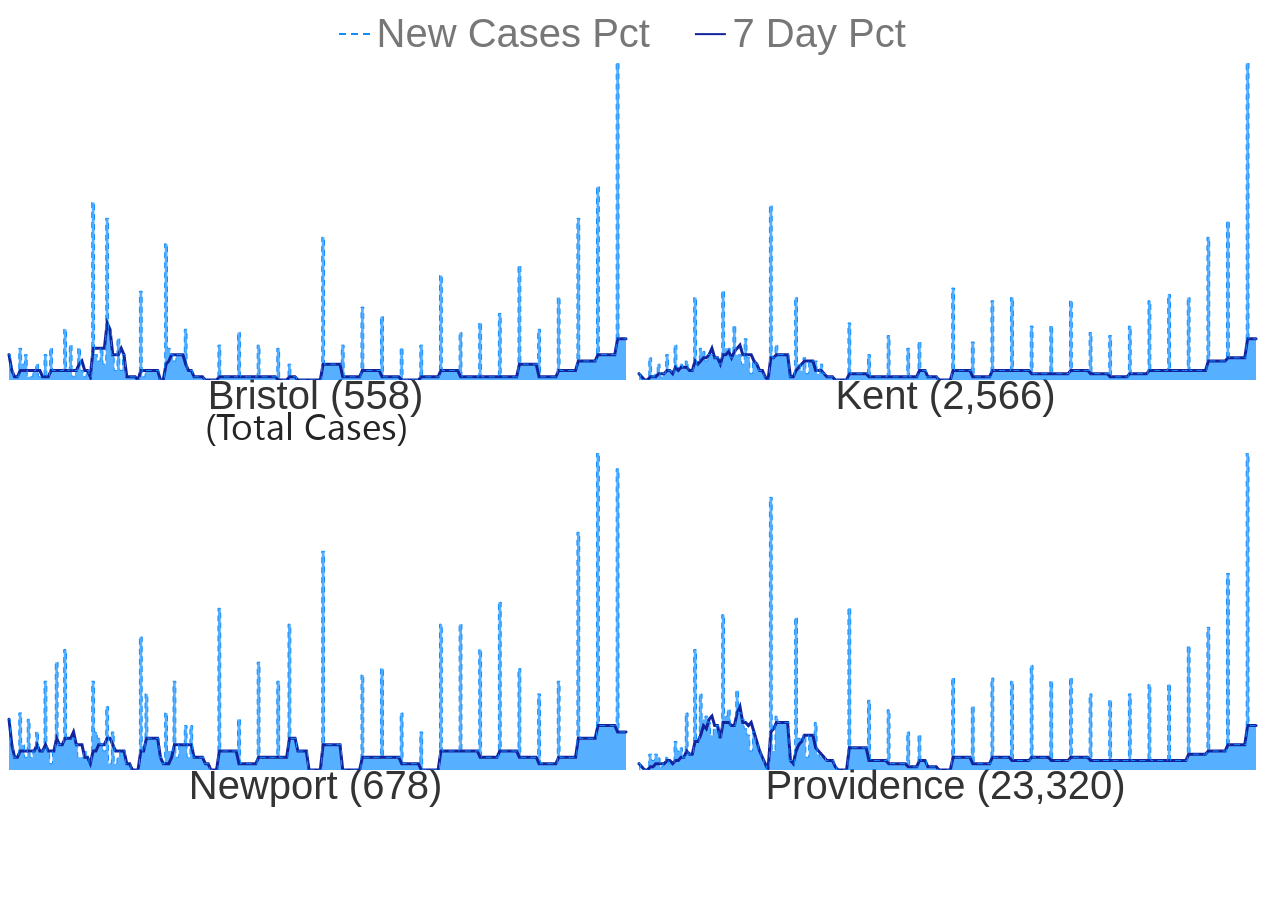 New Cases Pct 7 Day Pct
Bristol (558) Kent (2,566)
(Total Cases)
Newport (678) Providence (23,320)